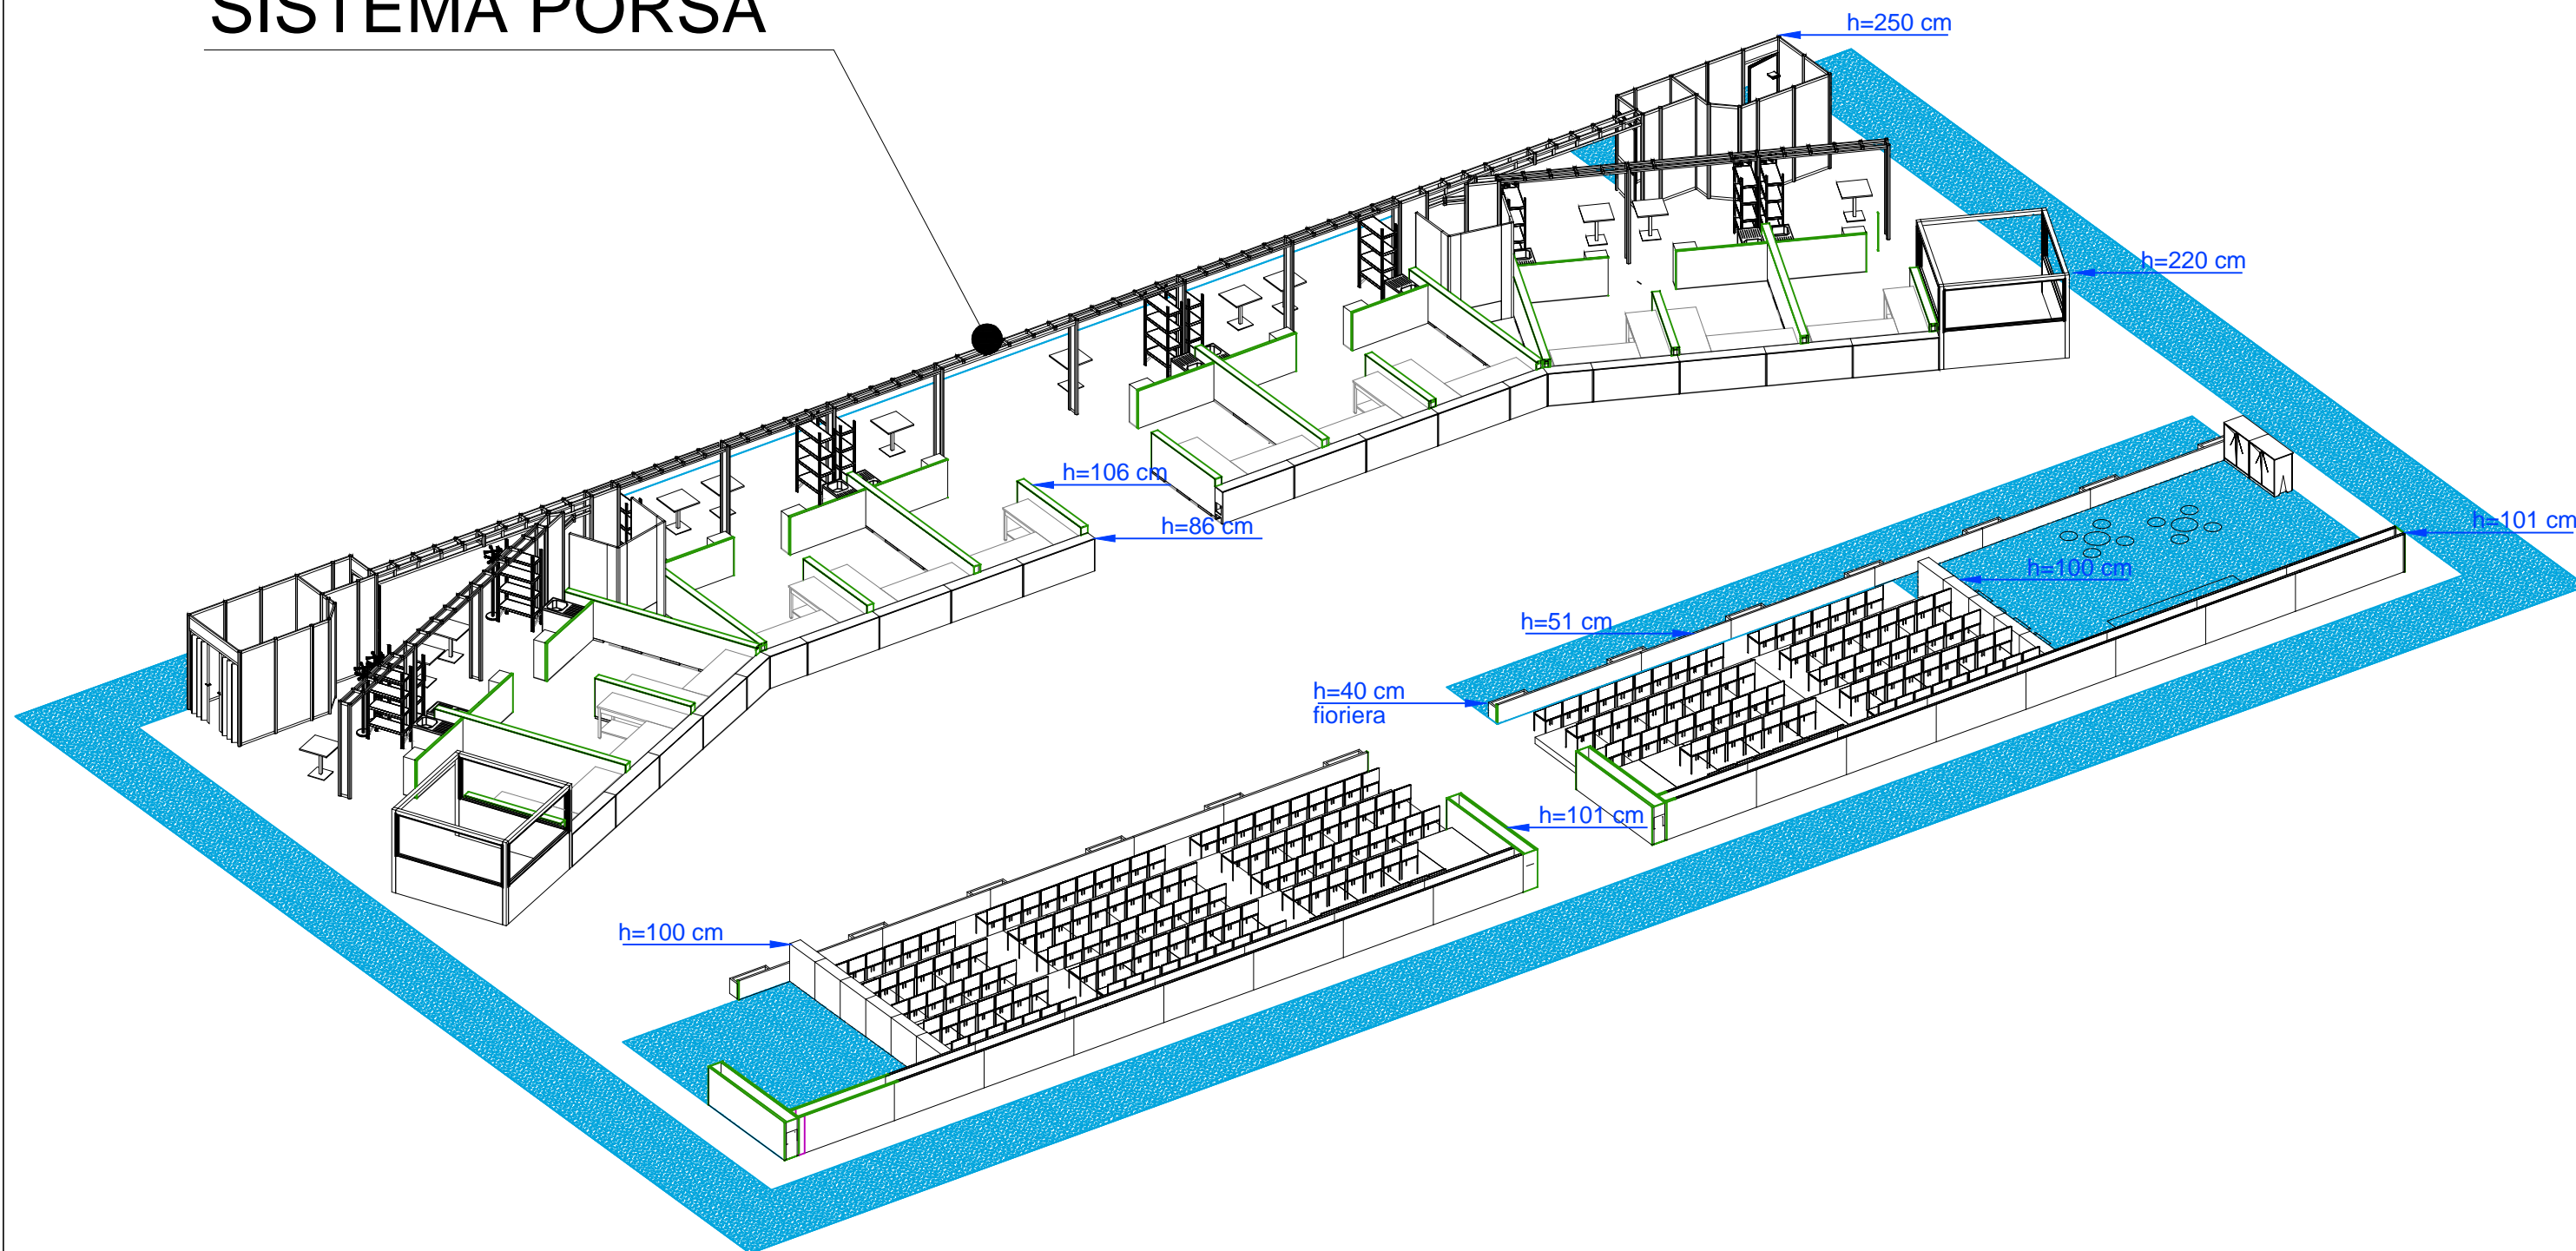 SISTEMA PORSA
h=250 cm
h=220 cm
h=106 cm
h=86 cm
h=101 cm
h=100 cm
h=51 cm
h=40 cm
fioriera
h=101 cm
h=100 cm